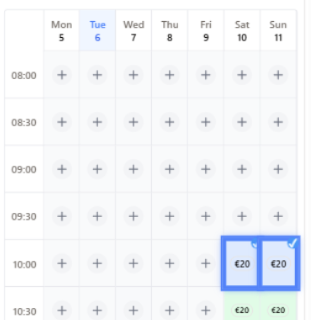 Mon Tue Wed Thu Fri Sat Sun
5 6 7 8 9 10 11
08:00 + + + + + + +
08:30 + + + + + + +
09:00 + + + + + + +
09:30 + + + + + + +
10:00 + + + + + €20 €20
10:30 + + + + + €20 €20